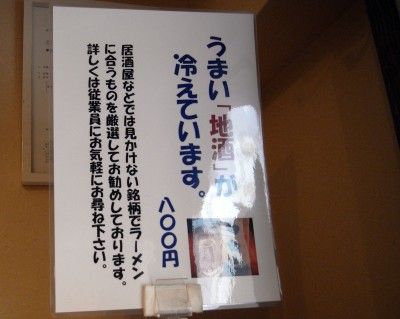 うまい「地酒」が
冷えています。
八〇〇円
居酒屋などでは見かけない銘柄でラーメン
に合うものを厳選してお勧めしております。
詳しくは従業員にお気軽にお尋ね下さい。